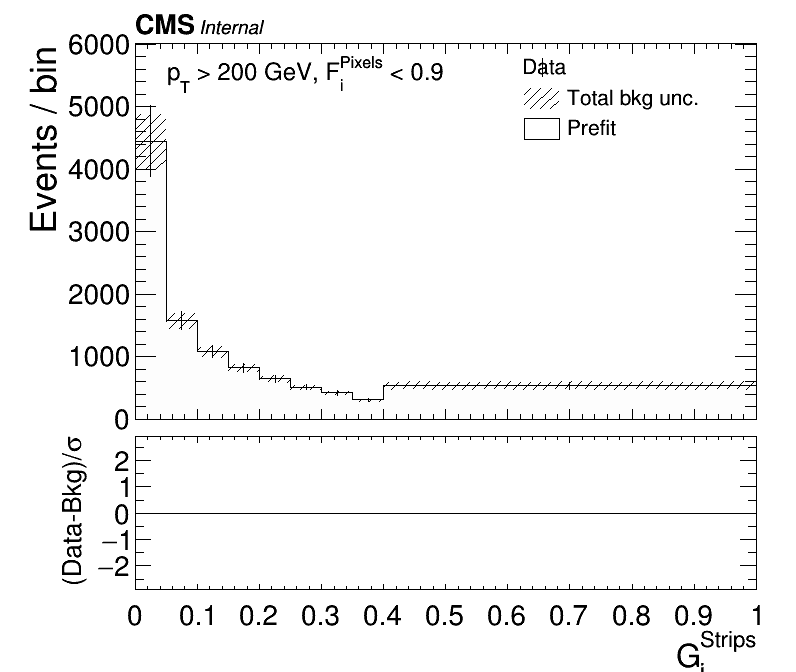 CMS Internal
6000
5000
4000
3000
2000
1000
0
Events / bin
p_T > 200 GeV, F_i^Pixels < 0.9
Data
Total bkg unc.
Prefit
2
1
0
−1
−2
(Data-Bkg)/σ
0 0.1 0.2 0.3 0.4 0.5 0.6 0.7 0.8 0.9 1
G_i^Strips